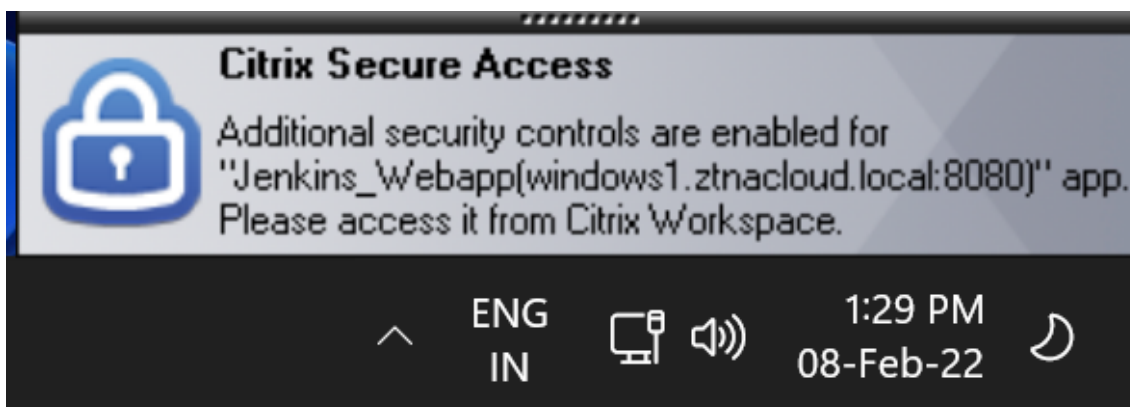 Citrix Secure Access
Additional security controls are enabled for
"Jenkins_Webapp(windows1.ztnacloud.local:8080)" app.
Please access it from Citrix Workspace.
ENG
IN
1:29 PM
08-Feb-22